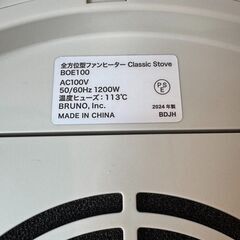 全方位型ファンヒーター Classic Stove
BOE100
AC100V
50/60Hz 1200W
温度ヒューズ：113℃
BRUNO, Inc.
MADE IN CHINA
PSE
2024年製
BDJH